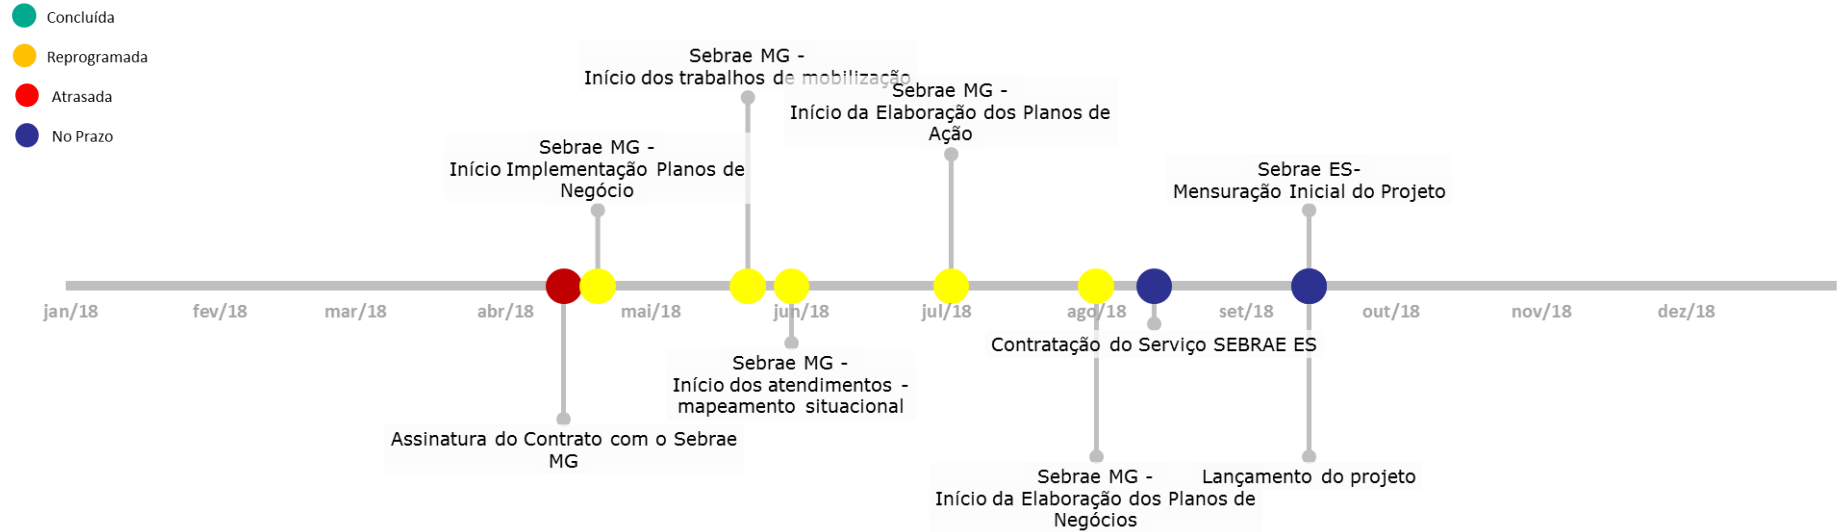 Concluída
Reprogramada
Atrasada
No Prazo
Sebrae MG -
Início dos trabalhos de mobilização
Sebrae MG -
Início da Elaboração dos Planos de
Ação
Sebrae MG -
Início Implementação Planos de
Negócio
Sebrae ES-
Mensuração Inicial do Projeto
jan/18
fev/18
mar/18
abr/18
mai/18
jun/18
jul/18
ago/18
set/18
out/18
nov/18
dez/18
Contratação do Serviço SEBRAE ES
Sebrae MG -
Início dos atendimentos -
mapeamento situacional
Assinatura do Contrato com o Sebrae
MG
Sebrae MG -
Início da Elaboração dos Planos de
Negócios
Lançamento do projeto